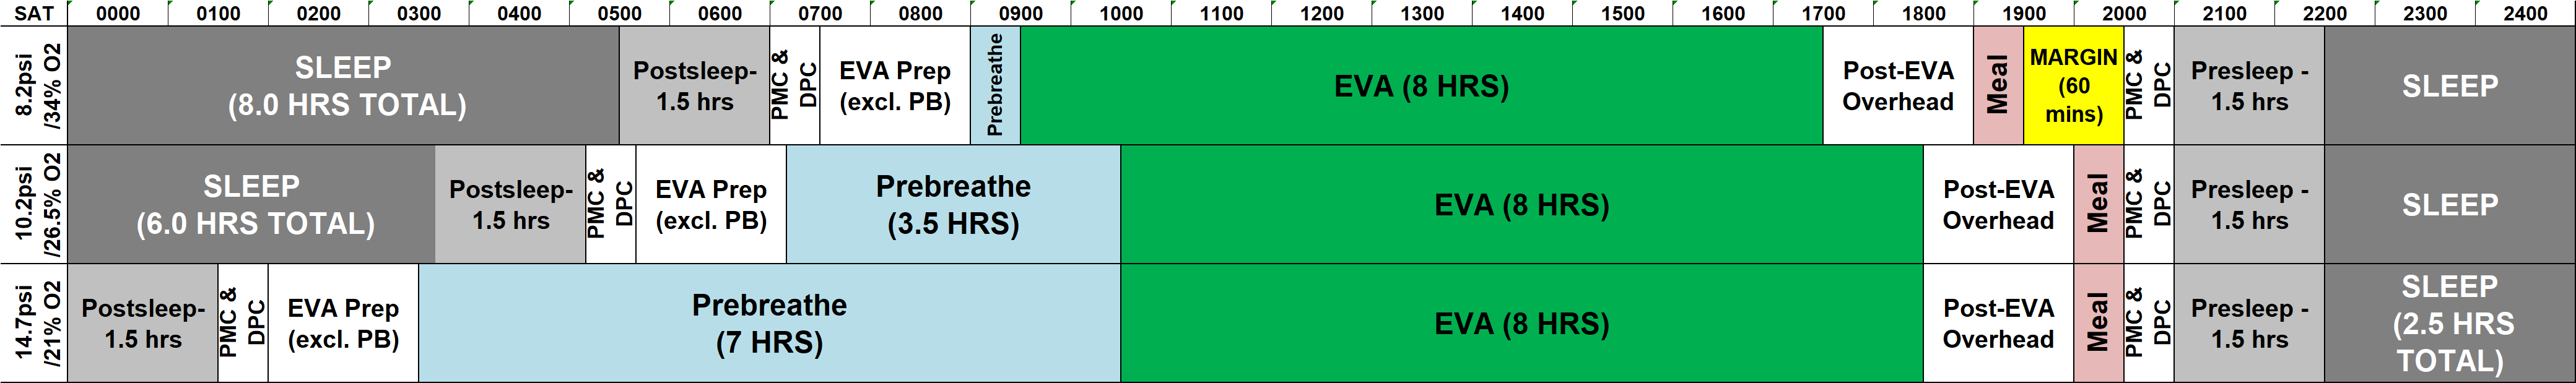 SAT 0000 0100 0200 0300 0400 0500 0600 0700 0800 0900 1000 1100 1200 1300 1400 1500 1600 1700 1800 1900 2000 2100 2200 2300 2400
8.2psi
/34% O2
SLEEP
(8.0 HRS TOTAL)
Postsleep-
1.5 hrs
PMC &
DPC
EVA Prep
(excl. PB)
Prebreathe
EVA (8 HRS)
Post-EVA
Overhead
Meal
MARGIN
(60
mins)
PMC &
DPC
Presleep -
1.5 hrs
SLEEP
10.2psi
/26.5% O2
SLEEP
(6.0 HRS TOTAL)
Postsleep-
1.5 hrs
PMC &
DPC
EVA Prep
(excl. PB)
Prebreathe
(3.5 HRS)
EVA (8 HRS)
Post-EVA
Overhead
Meal
PMC &
DPC
Presleep -
1.5 hrs
SLEEP
14.7psi
/21% O2
Postsleep-
1.5 hrs
PMC &
DPC
EVA Prep
(excl. PB)
Prebreathe
(7 HRS)
EVA (8 HRS)
Post-EVA
Overhead
Meal
PMC &
DPC
Presleep -
1.5 hrs
SLEEP
(2.5 HRS
TOTAL)